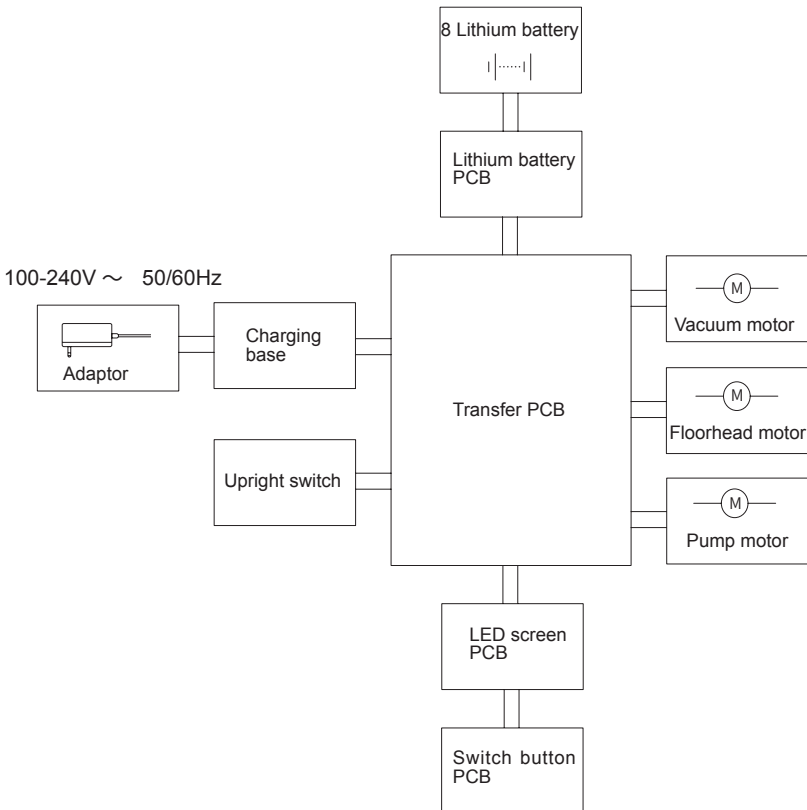 8 Lithium battery
Lithium battery
PCB
100-240V ～ 50/60Hz
Adaptor
Charging
base
Upright switch
Transfer PCB
M
Vacuum motor
M
Floorhead motor
M
Pump motor
LED screen
PCB
Switch button
PCB